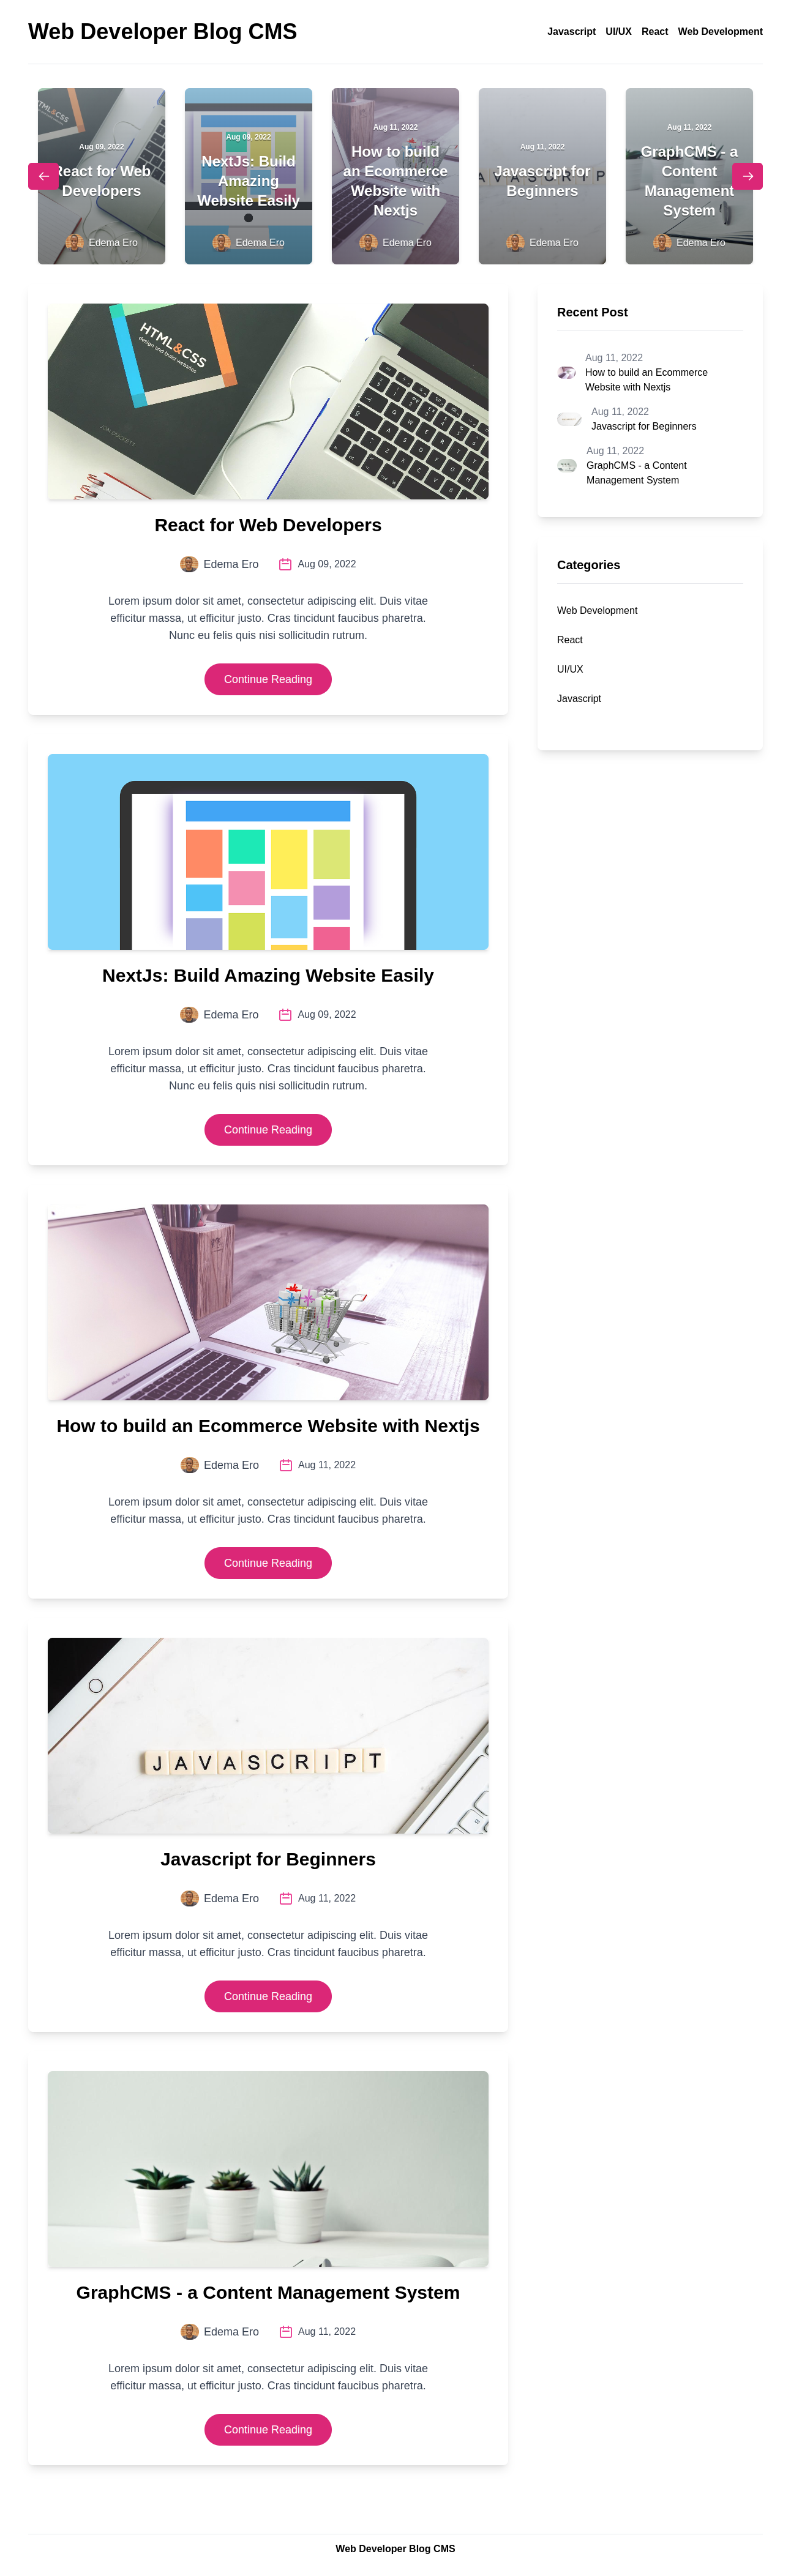 Web Developer Blog CMS
Javascript UI/UX React Web Development
Aug 09, 2022
React for Web
Developers
Edema Ero
Aug 09, 2022
NextJs: Build
Amazing
Website Easily
Edema Ero
Aug 11, 2022
How to build
an Ecommerce
Website with
Nextjs
Edema Ero
Aug 11, 2022
Javascript for
Beginners
Edema Ero
Aug 11, 2022
GraphCMS - a
Content
Management
System
Edema Ero
HTML&CSS
design and build websites
JON DUCKETT
React for Web Developers
Edema Ero
Aug 09, 2022
Lorem ipsum dolor sit amet, consectetur adipiscing elit. Duis vitae
efficitur massa, ut efficitur justo. Cras tincidunt faucibus pharetra.
Nunc eu felis quis nisi sollicitudin rutrum.
Continue Reading
NextJs: Build Amazing Website Easily
Edema Ero
Aug 09, 2022
Lorem ipsum dolor sit amet, consectetur adipiscing elit. Duis vitae
efficitur massa, ut efficitur justo. Cras tincidunt faucibus pharetra.
Nunc eu felis quis nisi sollicitudin rutrum.
Continue Reading
How to build an Ecommerce Website with Nextjs
Edema Ero
Aug 11, 2022
Lorem ipsum dolor sit amet, consectetur adipiscing elit. Duis vitae
efficitur massa, ut efficitur justo. Cras tincidunt faucibus pharetra.
Continue Reading
JAVASCRIPT
Javascript for Beginners
Edema Ero
Aug 11, 2022
Lorem ipsum dolor sit amet, consectetur adipiscing elit. Duis vitae
efficitur massa, ut efficitur justo. Cras tincidunt faucibus pharetra.
Continue Reading
GraphCMS - a Content Management System
Edema Ero
Aug 11, 2022
Lorem ipsum dolor sit amet, consectetur adipiscing elit. Duis vitae
efficitur massa, ut efficitur justo. Cras tincidunt faucibus pharetra.
Continue Reading
Recent Post
Aug 11, 2022
How to build an Ecommerce
Website with Nextjs
Aug 11, 2022
Javascript for Beginners
Aug 11, 2022
GraphCMS - a Content
Management System
Categories
Web Development
React
UI/UX
Javascript
Web Developer Blog CMS